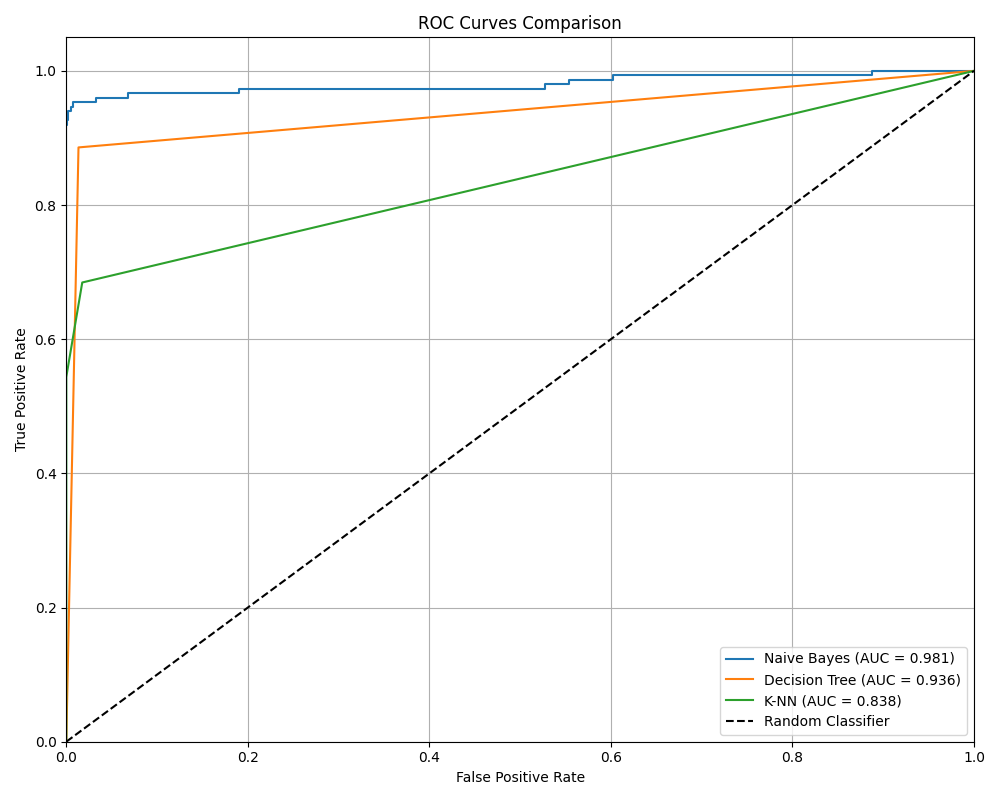 ROC Curves Comparison
True Positive Rate
1.0
0.8
0.6
0.4
0.2
0.0
0.0 0.2 0.4 0.6 0.8 1.0
False Positive Rate
Naive Bayes (AUC = 0.981)
Decision Tree (AUC = 0.936)
K-NN (AUC = 0.838)
Random Classifier